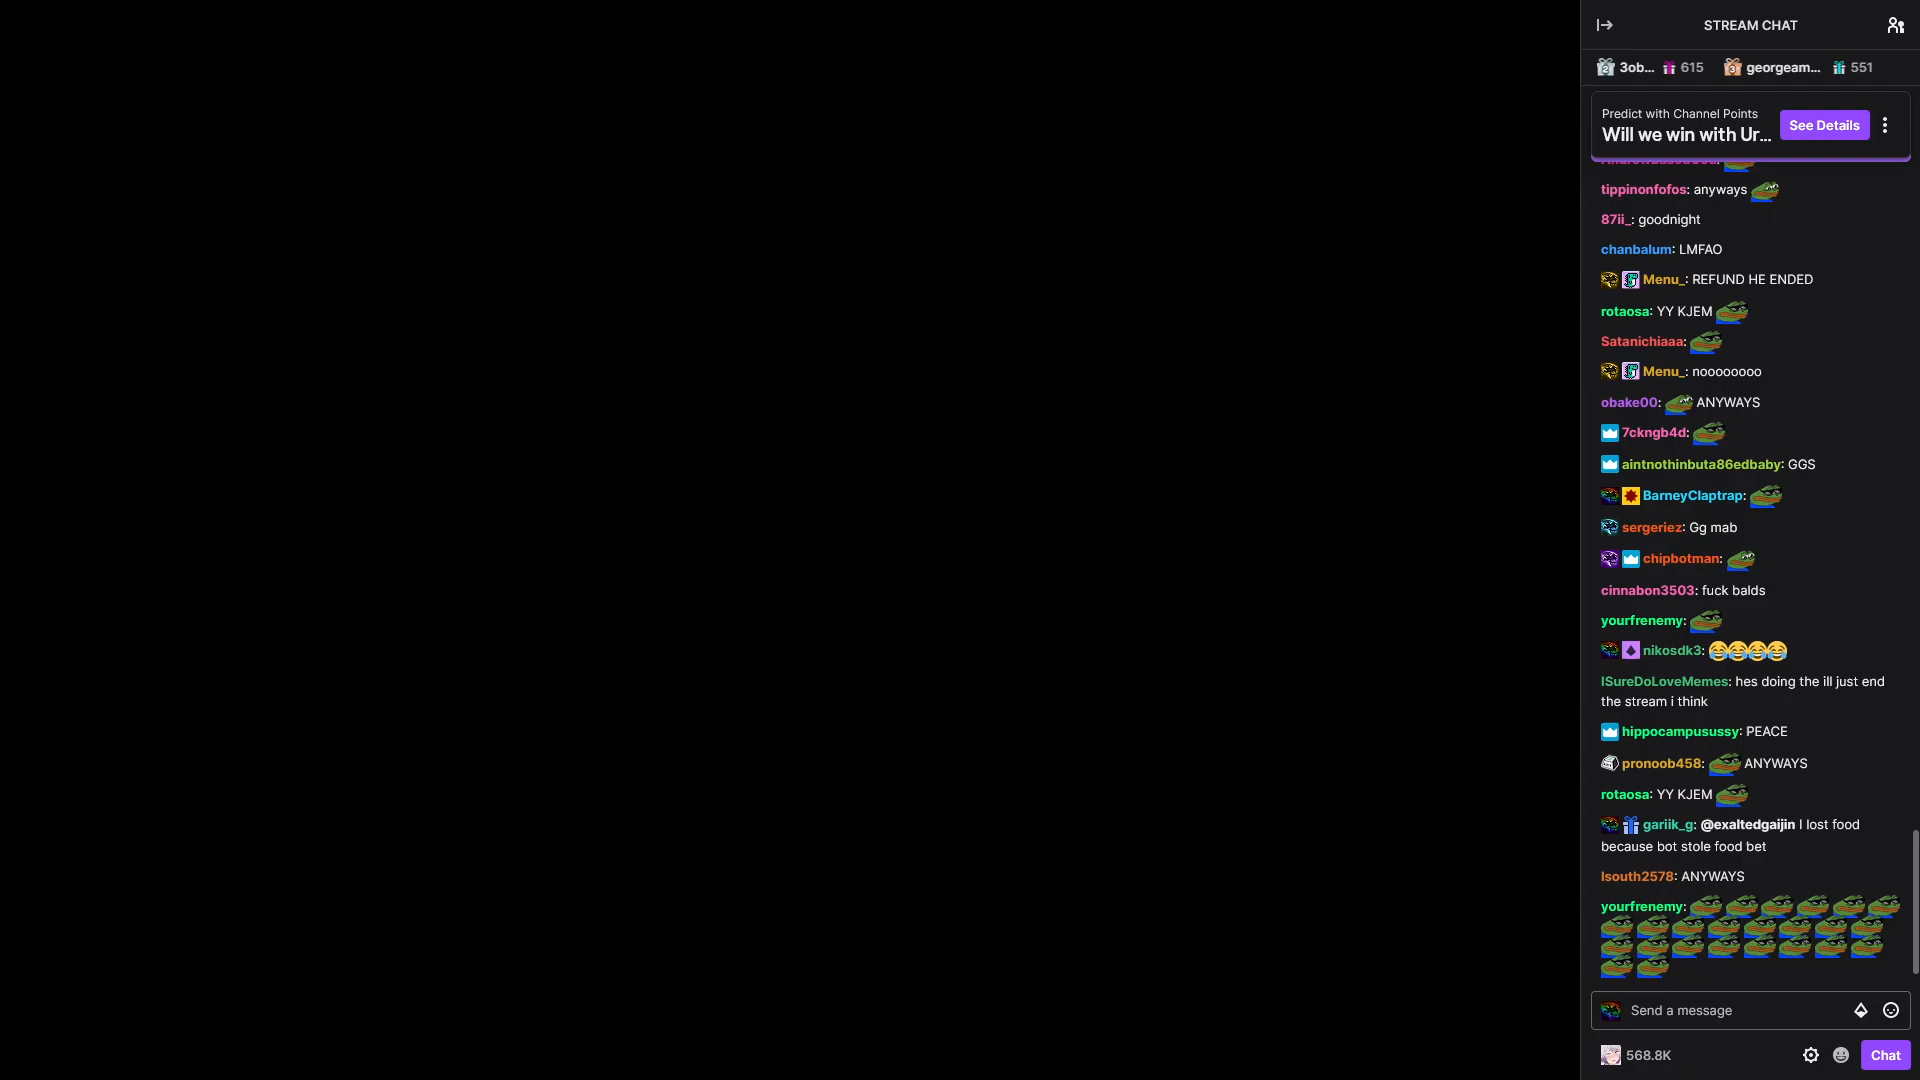 STREAM CHAT
3ob... 615 georgeam... 551
Predict with Channel Points
Will we win with Ur...
See Details
tippinonfofos: anyways
87ii_: goodnight
chanbalum: LMFAO
Menu_: REFUND HE ENDED
rotaosa: YY KJEM
Satanichiaaa:
Menu_: noooooooo
obake00: ANYWAYS
7ckngb4d:
aintnothinbuta86edbaby: GGS
BarneyClaptrap:
sergeriez: Gg mab
chipbotman:
cinnabon3503: fuck balds
yourfrenemy:
nikosdk3: 😂😂😂😂
ISureDoLoveMemes: hes doing the ill just end
the stream i think
hippocampusussy: PEACE
pronoob458: ANYWAYS
rotaosa: YY KJEM
gariik_g: @exaltedgaijin I lost food
because bot stole food bet
lsouth2578: ANYWAYS
yourfrenemy:
Send a message
568.8K
Chat